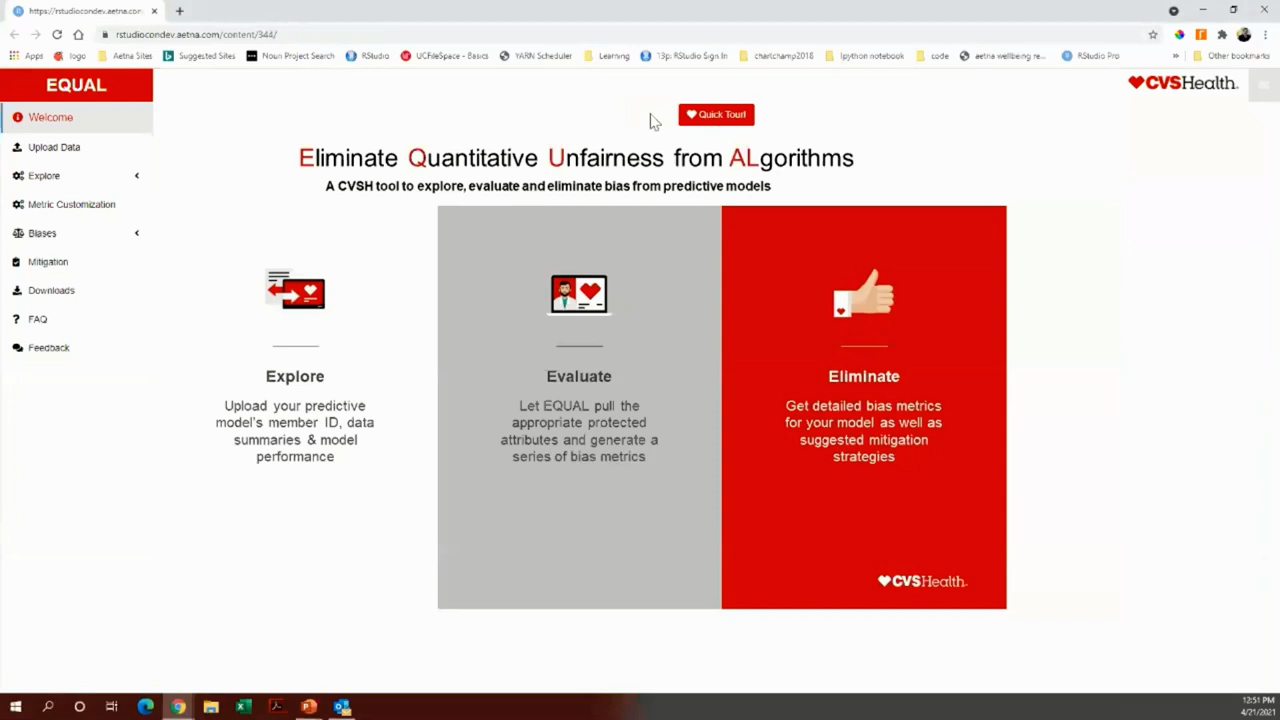 https://rstudiocondev.aetna.con
rstudiocondev.aetna.com/content/344/
Apps
logo
Aetna Sites
Suggested Sites
Noun Project Search
RStudio
UCFileSpace - Basics
YARN Scheduler
Learning
13p: RStudio Sign In
chartchamp2018
Ipython notebook
code
aetna wellbeing re...
RStudio Pro
»
Other bookmarks
EQUAL
CVSHealth.
Welcome
Quick Tour!
Upload Data
Eliminate Quantitative Unfairness from ALgorithms
Explore
A CVSH tool to explore, evaluate and eliminate bias from predictive models
Metric Customization
Biases
Mitigation
Downloads
? FAQ
Feedback
Explore
Upload your predictive
model's member ID, data
summaries & model
performance
Evaluate
Let EQUAL pull the
appropriate protected
attributes and generate a
series of bias metrics
Eliminate
Get detailed bias metrics
for your model as well as
suggested mitigation
strategies
CVSHealth.
12:51 PM
4/21/2021